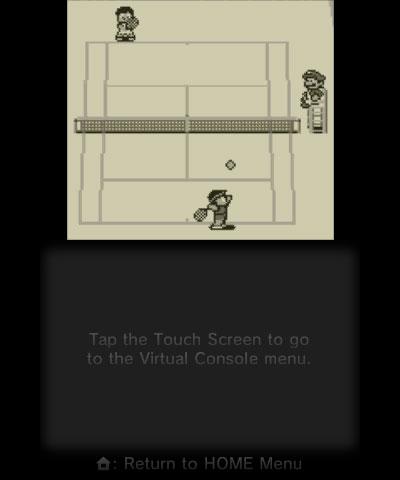 Tap the Touch Screen to go
to the Virtual Console menu.
: Return to HOME Menu